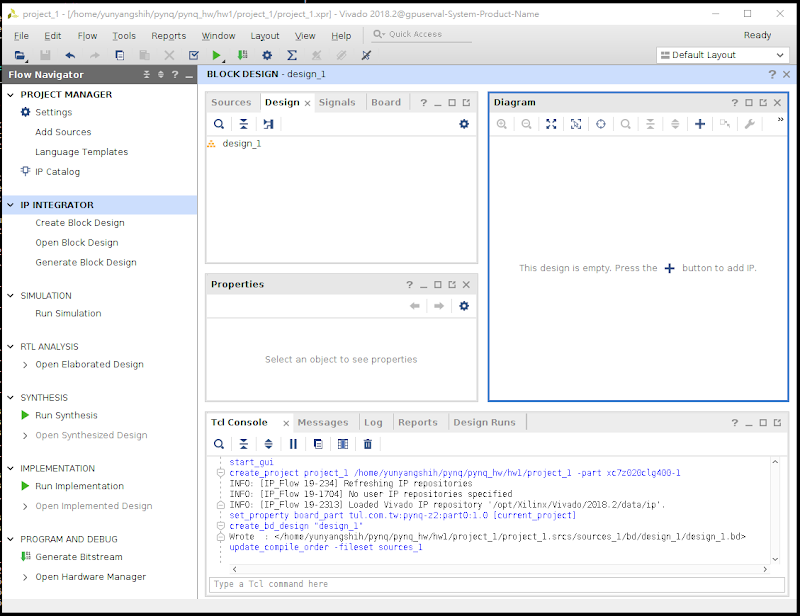 project_1 - [/home/yunyangshih/pynq/pynq_hw/hw1/project_1/project_1.xpr] - Vivado 2018.2@gpuserval-System-Product-Name
File Edit Flow Tools Reports Window Layout View Help Quick Access Ready
Default Layout
Flow Navigator
PROJECT MANAGER
Settings
Add Sources
Language Templates
IP Catalog
IP INTEGRATOR
Create Block Design
Open Block Design
Generate Block Design
SIMULATION
Run Simulation
RTL ANALYSIS
Open Elaborated Design
SYNTHESIS
Run Synthesis
Open Synthesized Design
IMPLEMENTATION
Run Implementation
Open Implemented Design
PROGRAM AND DEBUG
Generate Bitstream
Open Hardware Manager
BLOCK DESIGN - design_1
Sources Design Signals Board
design_1
Properties
Select an object to see properties
Diagram
This design is empty. Press the + button to add IP.
Tcl Console Messages Log Reports Design Runs
start_gui
create_project project_1 /home/yunyangshih/pynq/pynq_hw/hw1/project_1 -part xc7z020clg400-1
INFO: [IP_Flow 19-234] Refreshing IP repositories
INFO: [IP_Flow 19-1704] No user IP repositories specified
INFO: [IP_Flow 19-2313] Loaded Vivado IP repository '/opt/Xilinx/Vivado/2018.2/data/ip'.
set_property board_part tul.com.tw:pynq-z2:part0:1.0 [current_project]
create_bd_design "design_1"
Wrote : </home/yunyangshih/pynq/pynq_hw/hw1/project_1/project_1.srcs/sources_1/bd/design_1/design_1.bd>
update_compile_order -fileset sources_1
Type a Tcl command here